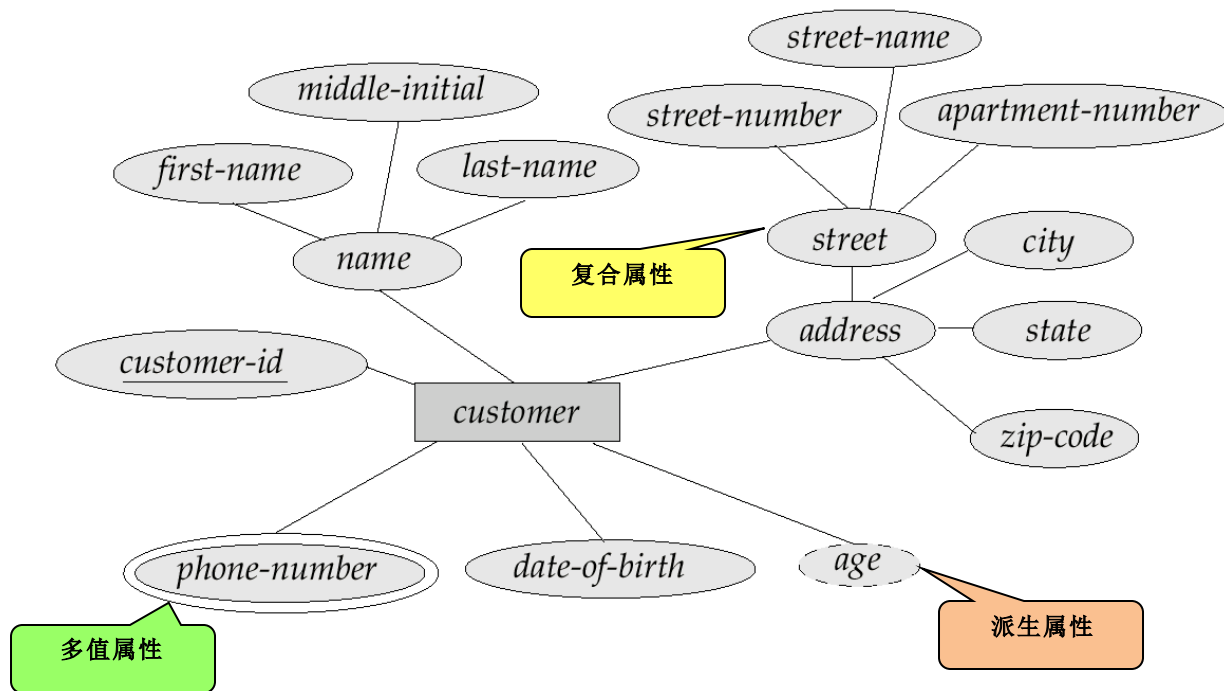 street-name
middle-initial
street-number
apartment-number
first-name
last-name
street
city
name
复合属性
address
state
customer-id
customer
zip-code
phone-number
date-of-birth
age
多值属性
派生属性